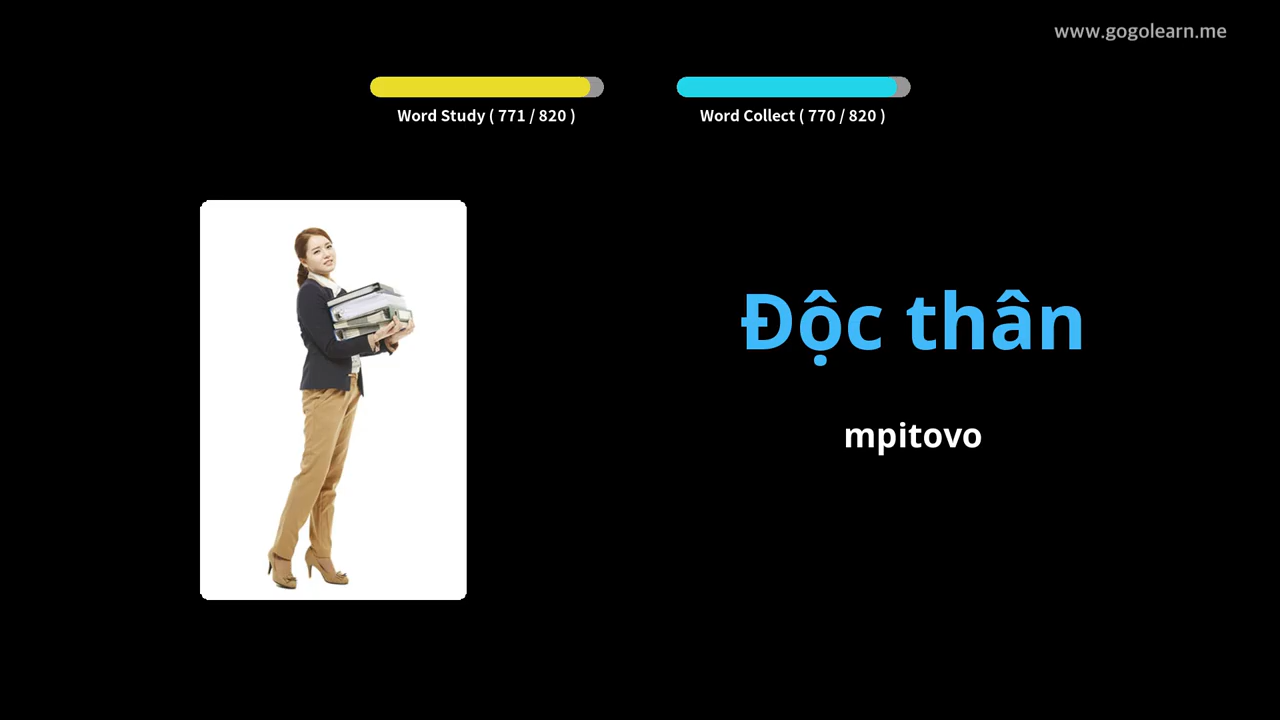 www.gogolearn.me
Word Study ( 771 / 820 )
Word Collect ( 770 / 820 )
Độc thân
mpitovo